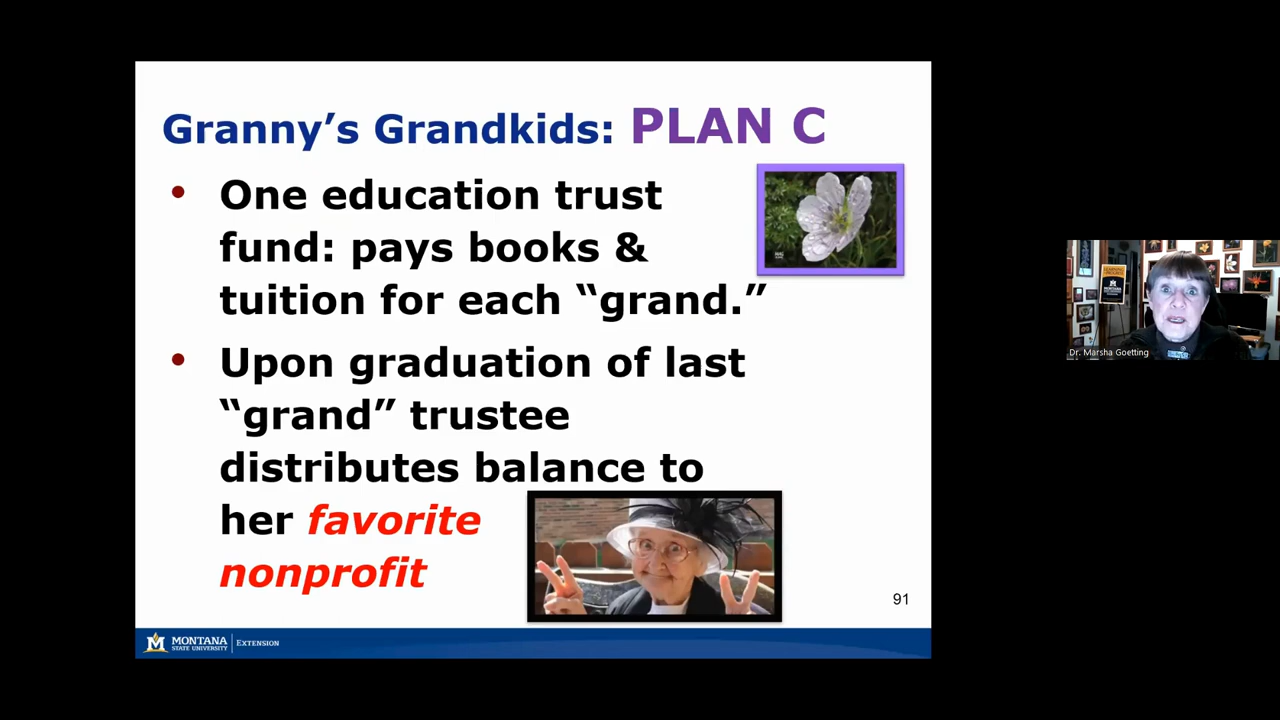 Granny’s Grandkids: PLAN C
• One education trust
fund: pays books &
tuition for each “grand.”
• Upon graduation of last
“grand” trustee
distributes balance to
her favorite
nonprofit
91
M MONTANA
STATE UNIVERSITY
EXTENSION
MONTANA
Dr. Marsha Goetting